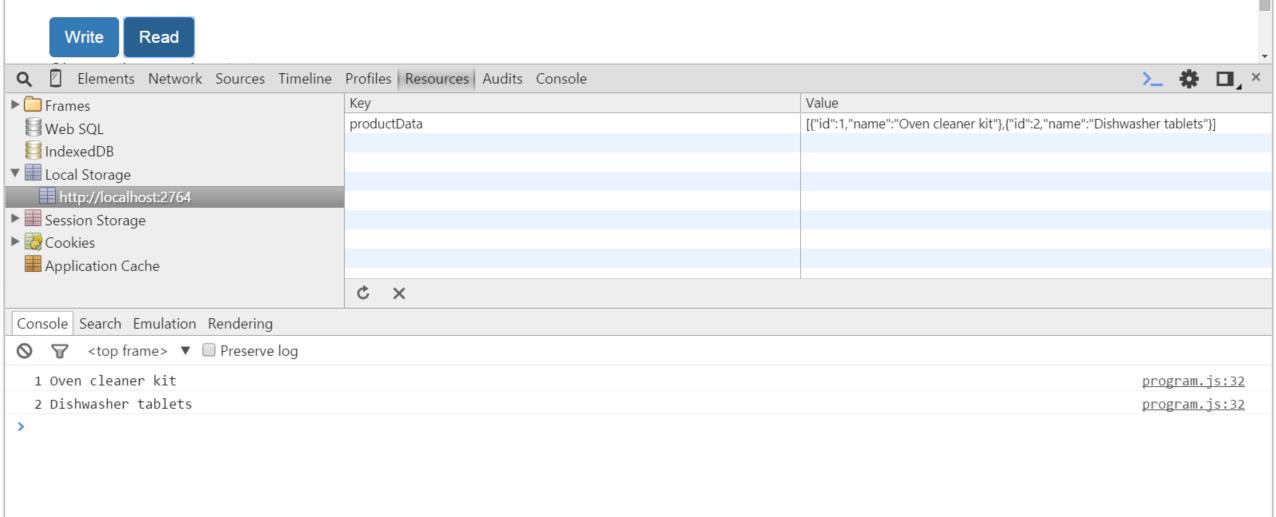 Write Read
Elements Network Sources Timeline Profiles Resources Audits Console
Frames
Web SQL
IndexedDB
Local Storage
http://localhost:2764
Session Storage
Cookies
Application Cache
Key Value
productData [{"id":1,"name":"Oven cleaner kit"},{"id":2,"name":"Dishwasher tablets"}]
Console Search Emulation Rendering
<top frame> ▼ Preserve log
1 Oven cleaner kit program.js:32
2 Dishwasher tablets program.js:32
>